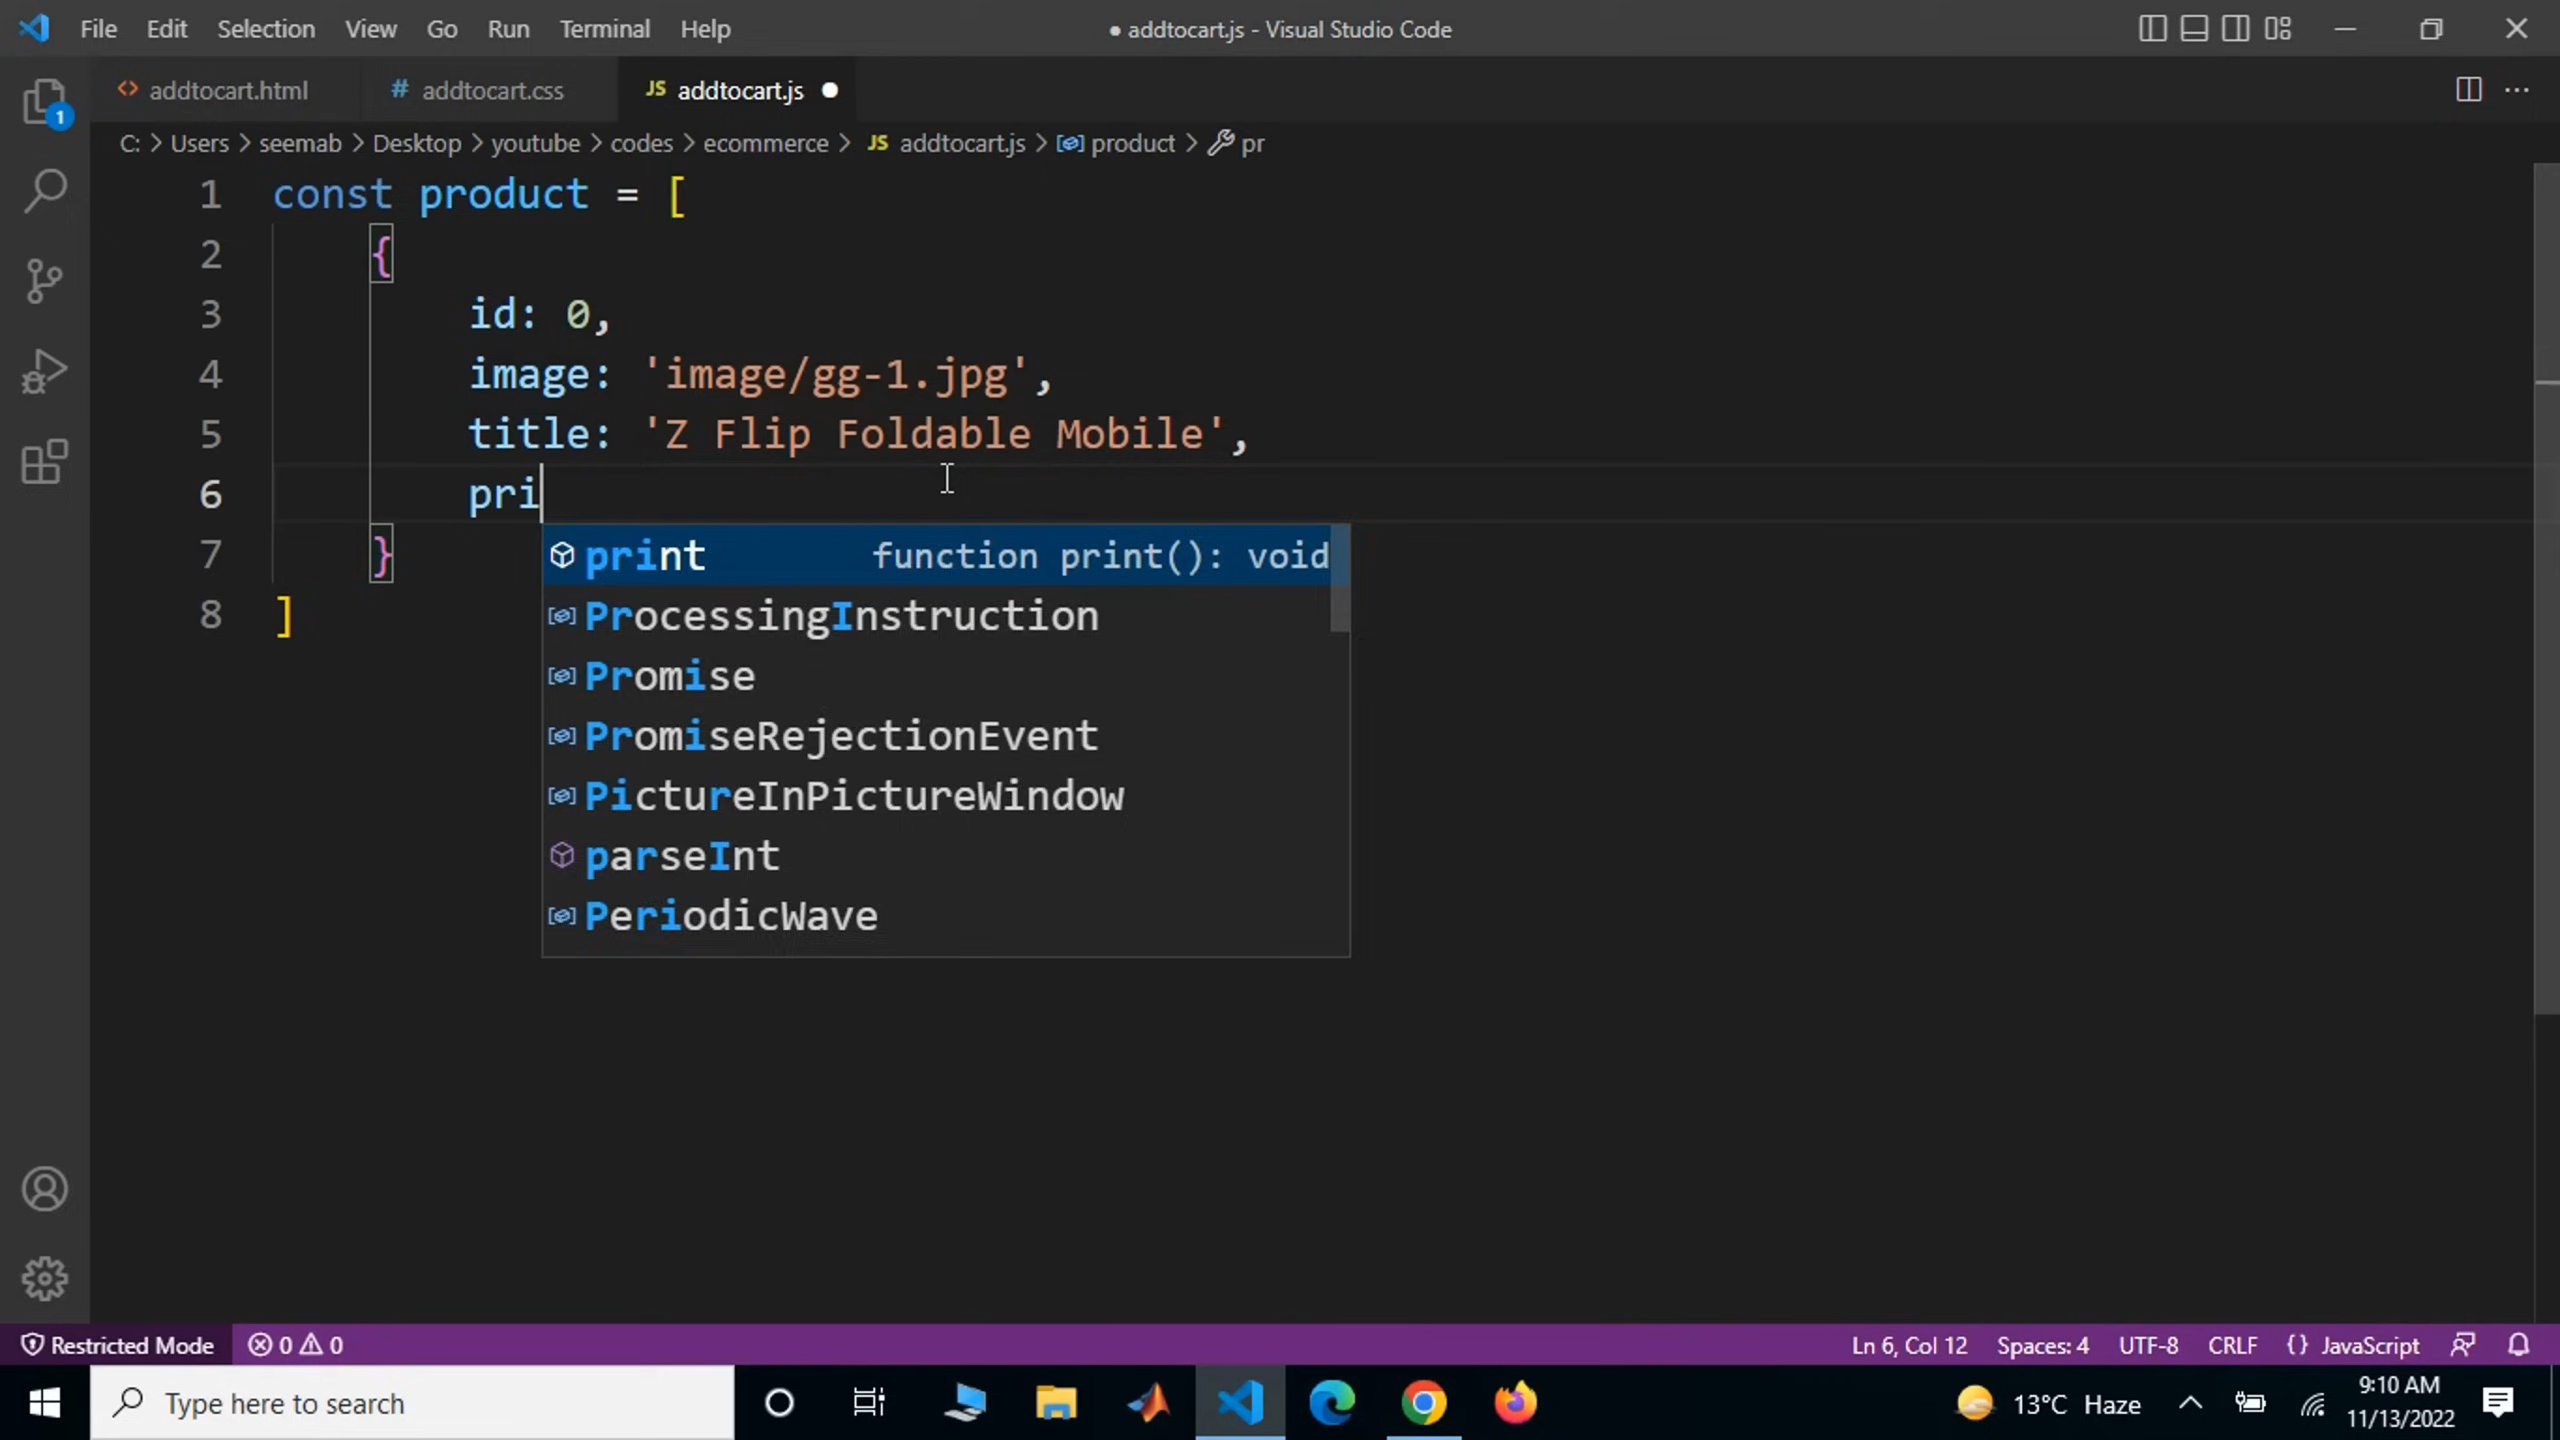 File Edit Selection View Go Run Terminal Help ● addtocart.js - Visual Studio Code
<> addtocart.html # addtocart.css JS addtocart.js ●
C: > Users > seemab > Desktop > youtube > codes > ecommerce > JS addtocart.js > product > pr
1
1 const product = [
2 {
3 id: 0,
4 image: 'image/gg-1.jpg',
5 title: 'Z Flip Foldable Mobile',
6 pri
7 }
8 ]
print function print(): void
ProcessingInstruction
Promise
PromiseRejectionEvent
PictureInPictureWindow
parseInt
PeriodicWave
Restricted Mode 0 0 Ln 6, Col 12 Spaces: 4 UTF-8 CRLF {} JavaScript
Type here to search 13°C Haze 9:10 AM
11/13/2022